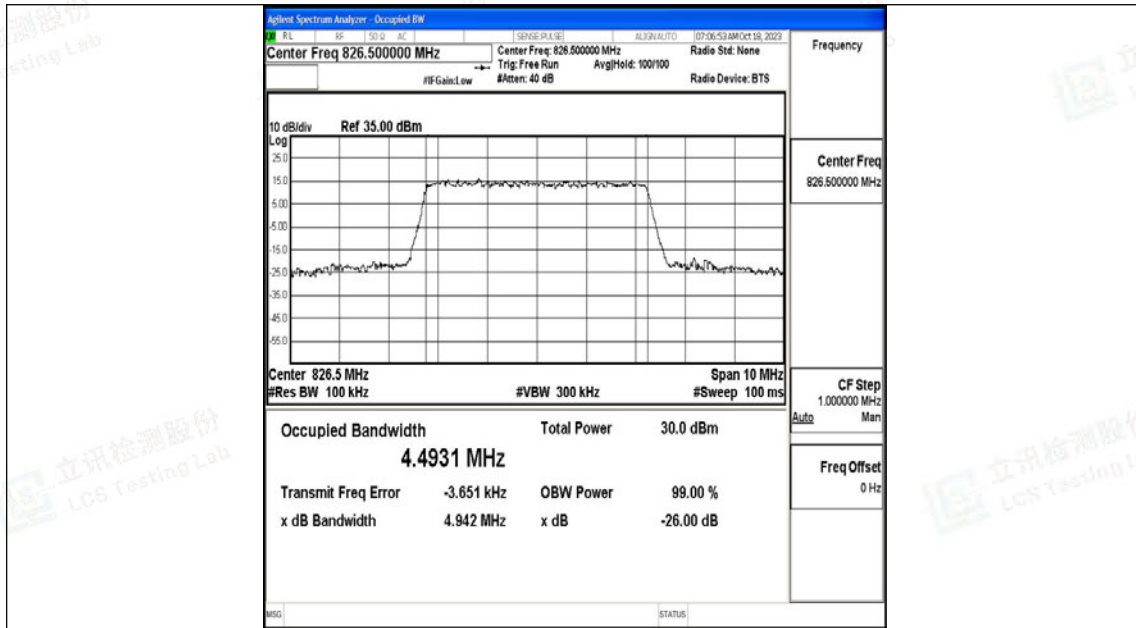 Agilent Spectrum Analyzer - Occupied BW
RL RF 50 Ω AC SENSE:PULSE ALIGNAUTO 07:06:53 AM Oct 18, 2023
Center Freq 826.500000 MHz
Center Freq: 826.500000 MHz
Radio Std: None
Trig: Free Run
Avg|Hold: 100/100
#IFGain:Low
#Atten: 40 dB
Radio Device: BTS
10 dB/div
Ref 35.00 dBm
Log
25.0
15.0
5.00
-5.00
-15.0
-25.0
-35.0
-45.0
-55.0
Center 826.5 MHz
Span 10 MHz
#Res BW 100 kHz
#VBW 300 kHz
#Sweep 100 ms
Occupied Bandwidth
Total Power
30.0 dBm
4.4931 MHz
Transmit Freq Error
-3.651 kHz
OBW Power
99.00 %
x dB Bandwidth
4.942 MHz
x dB
-26.00 dB
MSG
STATUS
Frequency
Center Freq
826.500000 MHz
CF Step
1.000000 MHz
Auto Man
Freq Offset
0 Hz
立讯检测股份
LCS Testing Lab
立讯检测股份
LCS Testing Lab